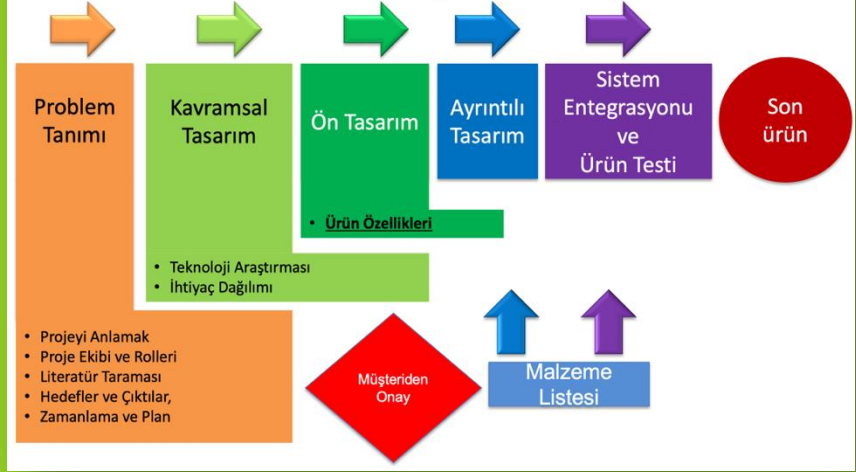 Problem
Tanımı
Kavramsal
Tasarım
Ön Tasarım
Ayrıntılı
Tasarım
Sistem
Entegrasyonu
ve
Ürün Testi
Son
ürün
• Ürün Özellikleri
• Teknoloji Araştırması
• İhtiyaç Dağılımı
• Projeyi Anlamak
• Proje Ekibi ve Rolleri
• Literatür Taraması
• Hedefler ve Çıktılar,
• Zamanlama ve Plan
Müşteriden
Onay
Malzeme
Listesi